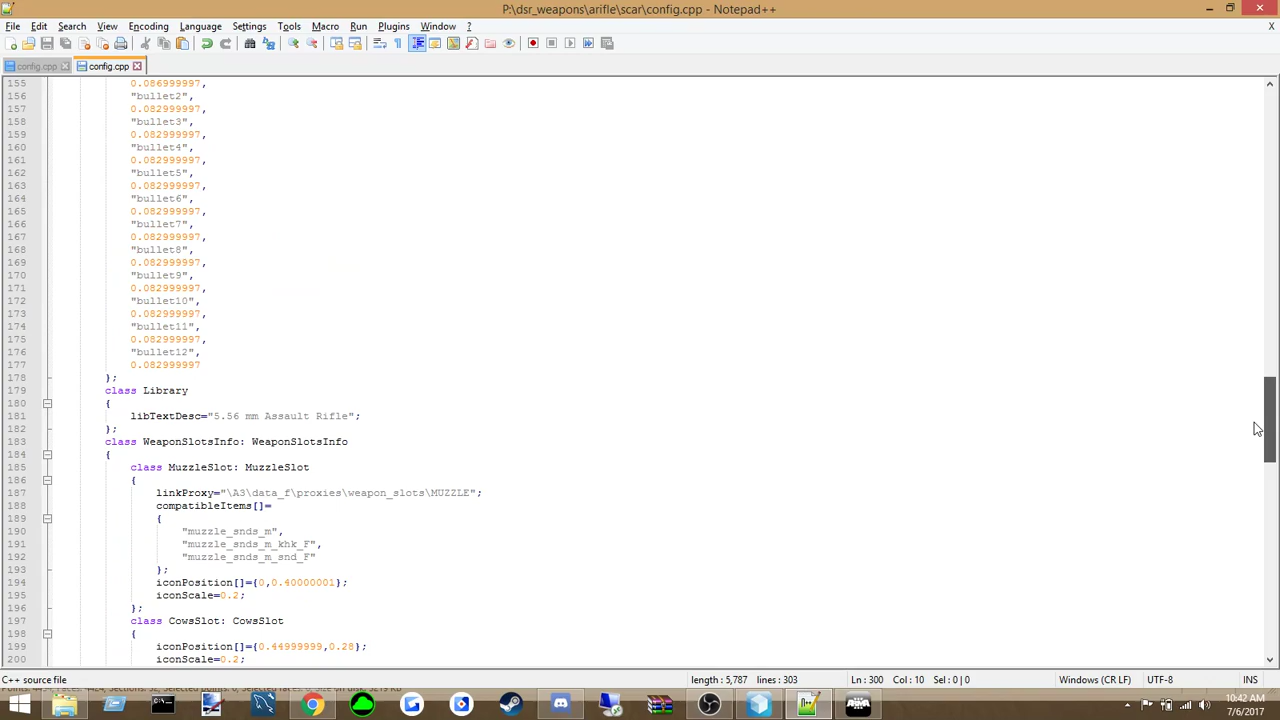 P:\dsr_weapons\arifle\scar\config.cpp - Notepad++
File Edit Search View Encoding Language Settings Tools Macro Run Plugins Window ? X
config.cpp config.cpp
155 0.086999997,
156 "bullet2",
157 0.082999997,
158 "bullet3",
159 0.082999997,
160 "bullet4",
161 0.082999997,
162 "bullet5",
163 0.082999997,
164 "bullet6",
165 0.082999997,
166 "bullet7",
167 0.082999997,
168 "bullet8",
169 0.082999997,
170 "bullet9",
171 0.082999997,
172 "bullet10",
173 0.082999997,
174 "bullet11",
175 0.082999997,
176 "bullet12",
177 0.082999997
178 };
179 class Library
180 {
181 libTextDesc="5.56 mm Assault Rifle";
182 };
183 class WeaponSlotsInfo: WeaponSlotsInfo
184 {
185 class MuzzleSlot: MuzzleSlot
186 {
187 linkProxy="\A3\data_f\proxies\weapon_slots\MUZZLE";
188 compatibleItems[]=
189 {
190 "muzzle_snds_m",
191 "muzzle_snds_m_khk_F",
192 "muzzle_snds_m_snd_F"
193 };
194 iconPosition[]={0,0.40000001};
195 iconScale=0.2;
196 };
197 class CowsSlot: CowsSlot
198 {
199 iconPosition[]={0.44999999,0.28};
200 iconScale=0.2;
C++ source file length : 5,787 lines : 303 Ln : 300 Col : 10 Sel : 0 | 0 Windows (CR LF) UTF-8 INS
10:42 AM
7/6/2017